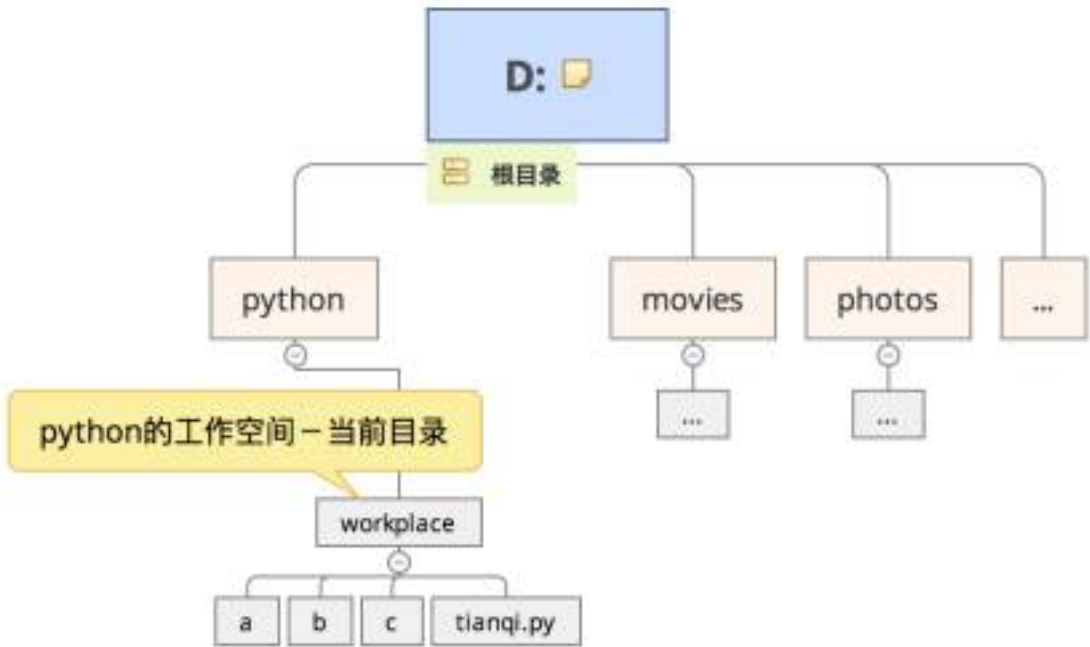 D:
根目录
python
movies
photos
...
python的工作空间－当前目录
...
...
workplace
a
b
c
tianqi.py